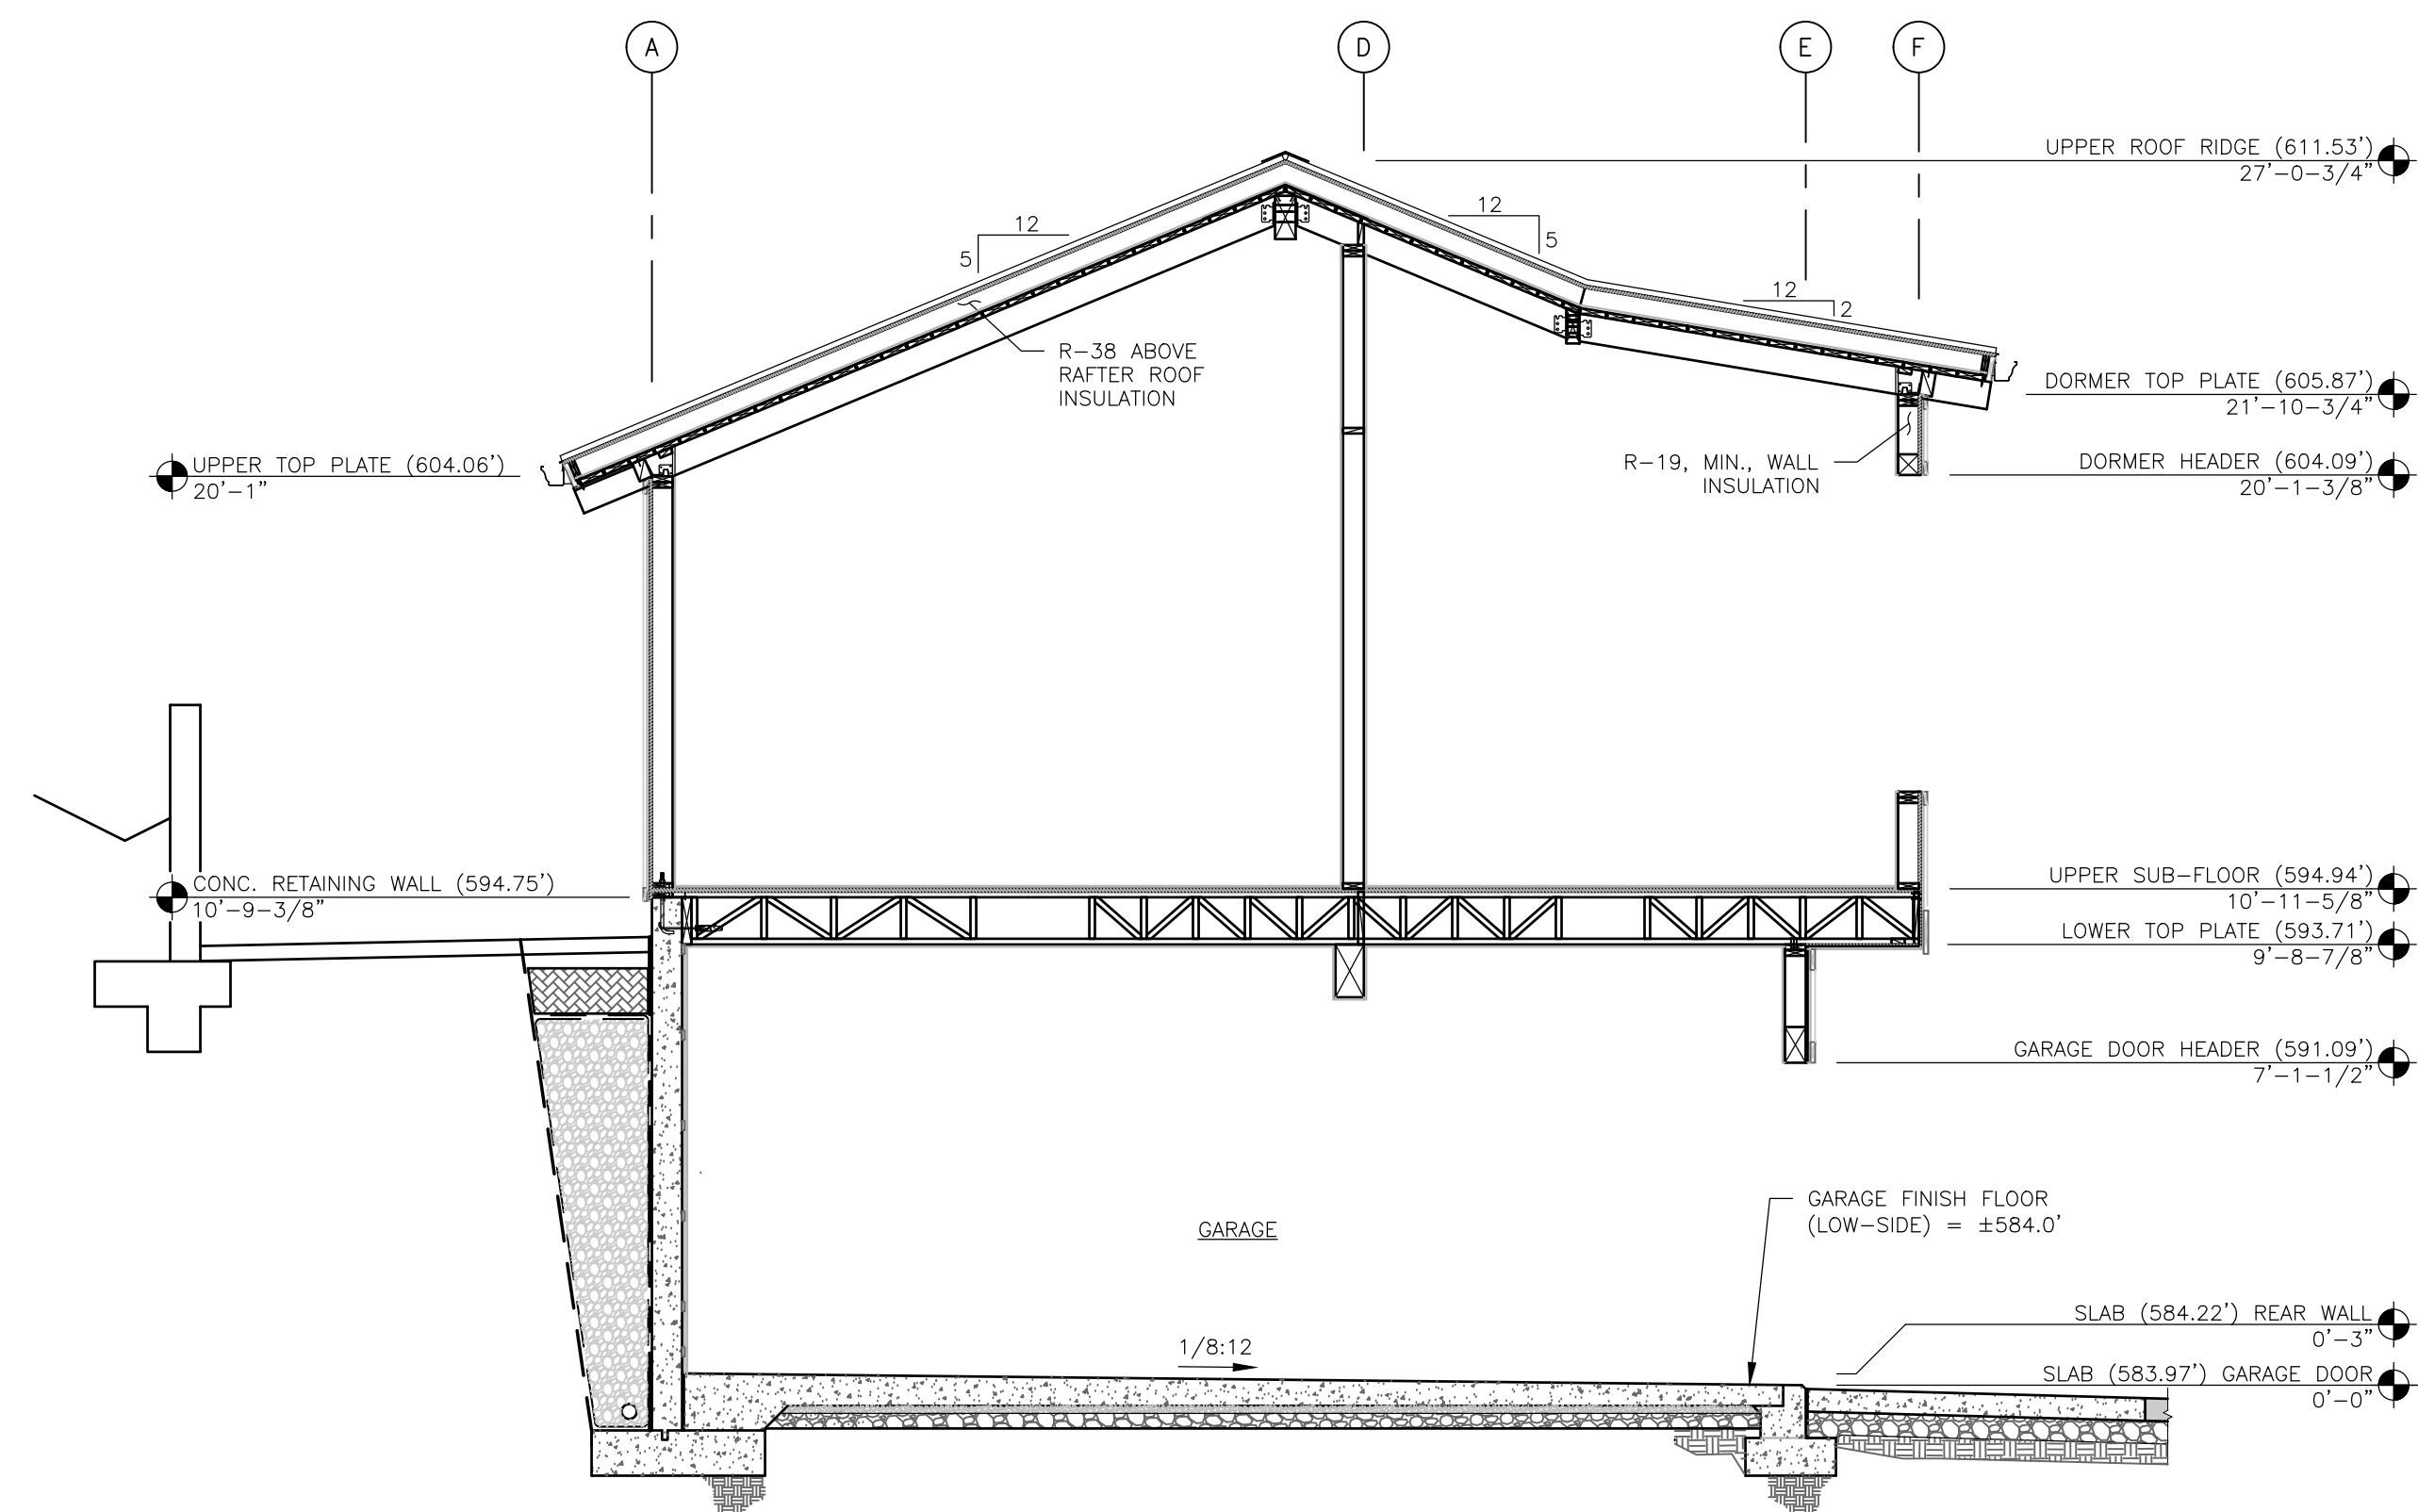 A
D
E
F
UPPER ROOF RIDGE (611.53')
27'-0-3/4"
12
5
12
5
12
2
R-38 ABOVE
RAFTER ROOF
INSULATION
DORMER TOP PLATE (605.87')
21'-10-3/4"
UPPER TOP PLATE (604.06')
20'-1"
R-19, MIN., WALL
INSULATION
DORMER HEADER (604.09')
20'-1-3/8"
CONC. RETAINING WALL (594.75')
10'-9-3/8"
UPPER SUB-FLOOR (594.94')
10'-11-5/8"
LOWER TOP PLATE (593.71')
9'-8-7/8"
GARAGE DOOR HEADER (591.09')
7'-1-1/2"
GARAGE
GARAGE FINISH FLOOR
(LOW-SIDE) = ±584.0'
1/8:12
SLAB (584.22') REAR WALL
0'-3"
SLAB (583.97') GARAGE DOOR
0'-0"